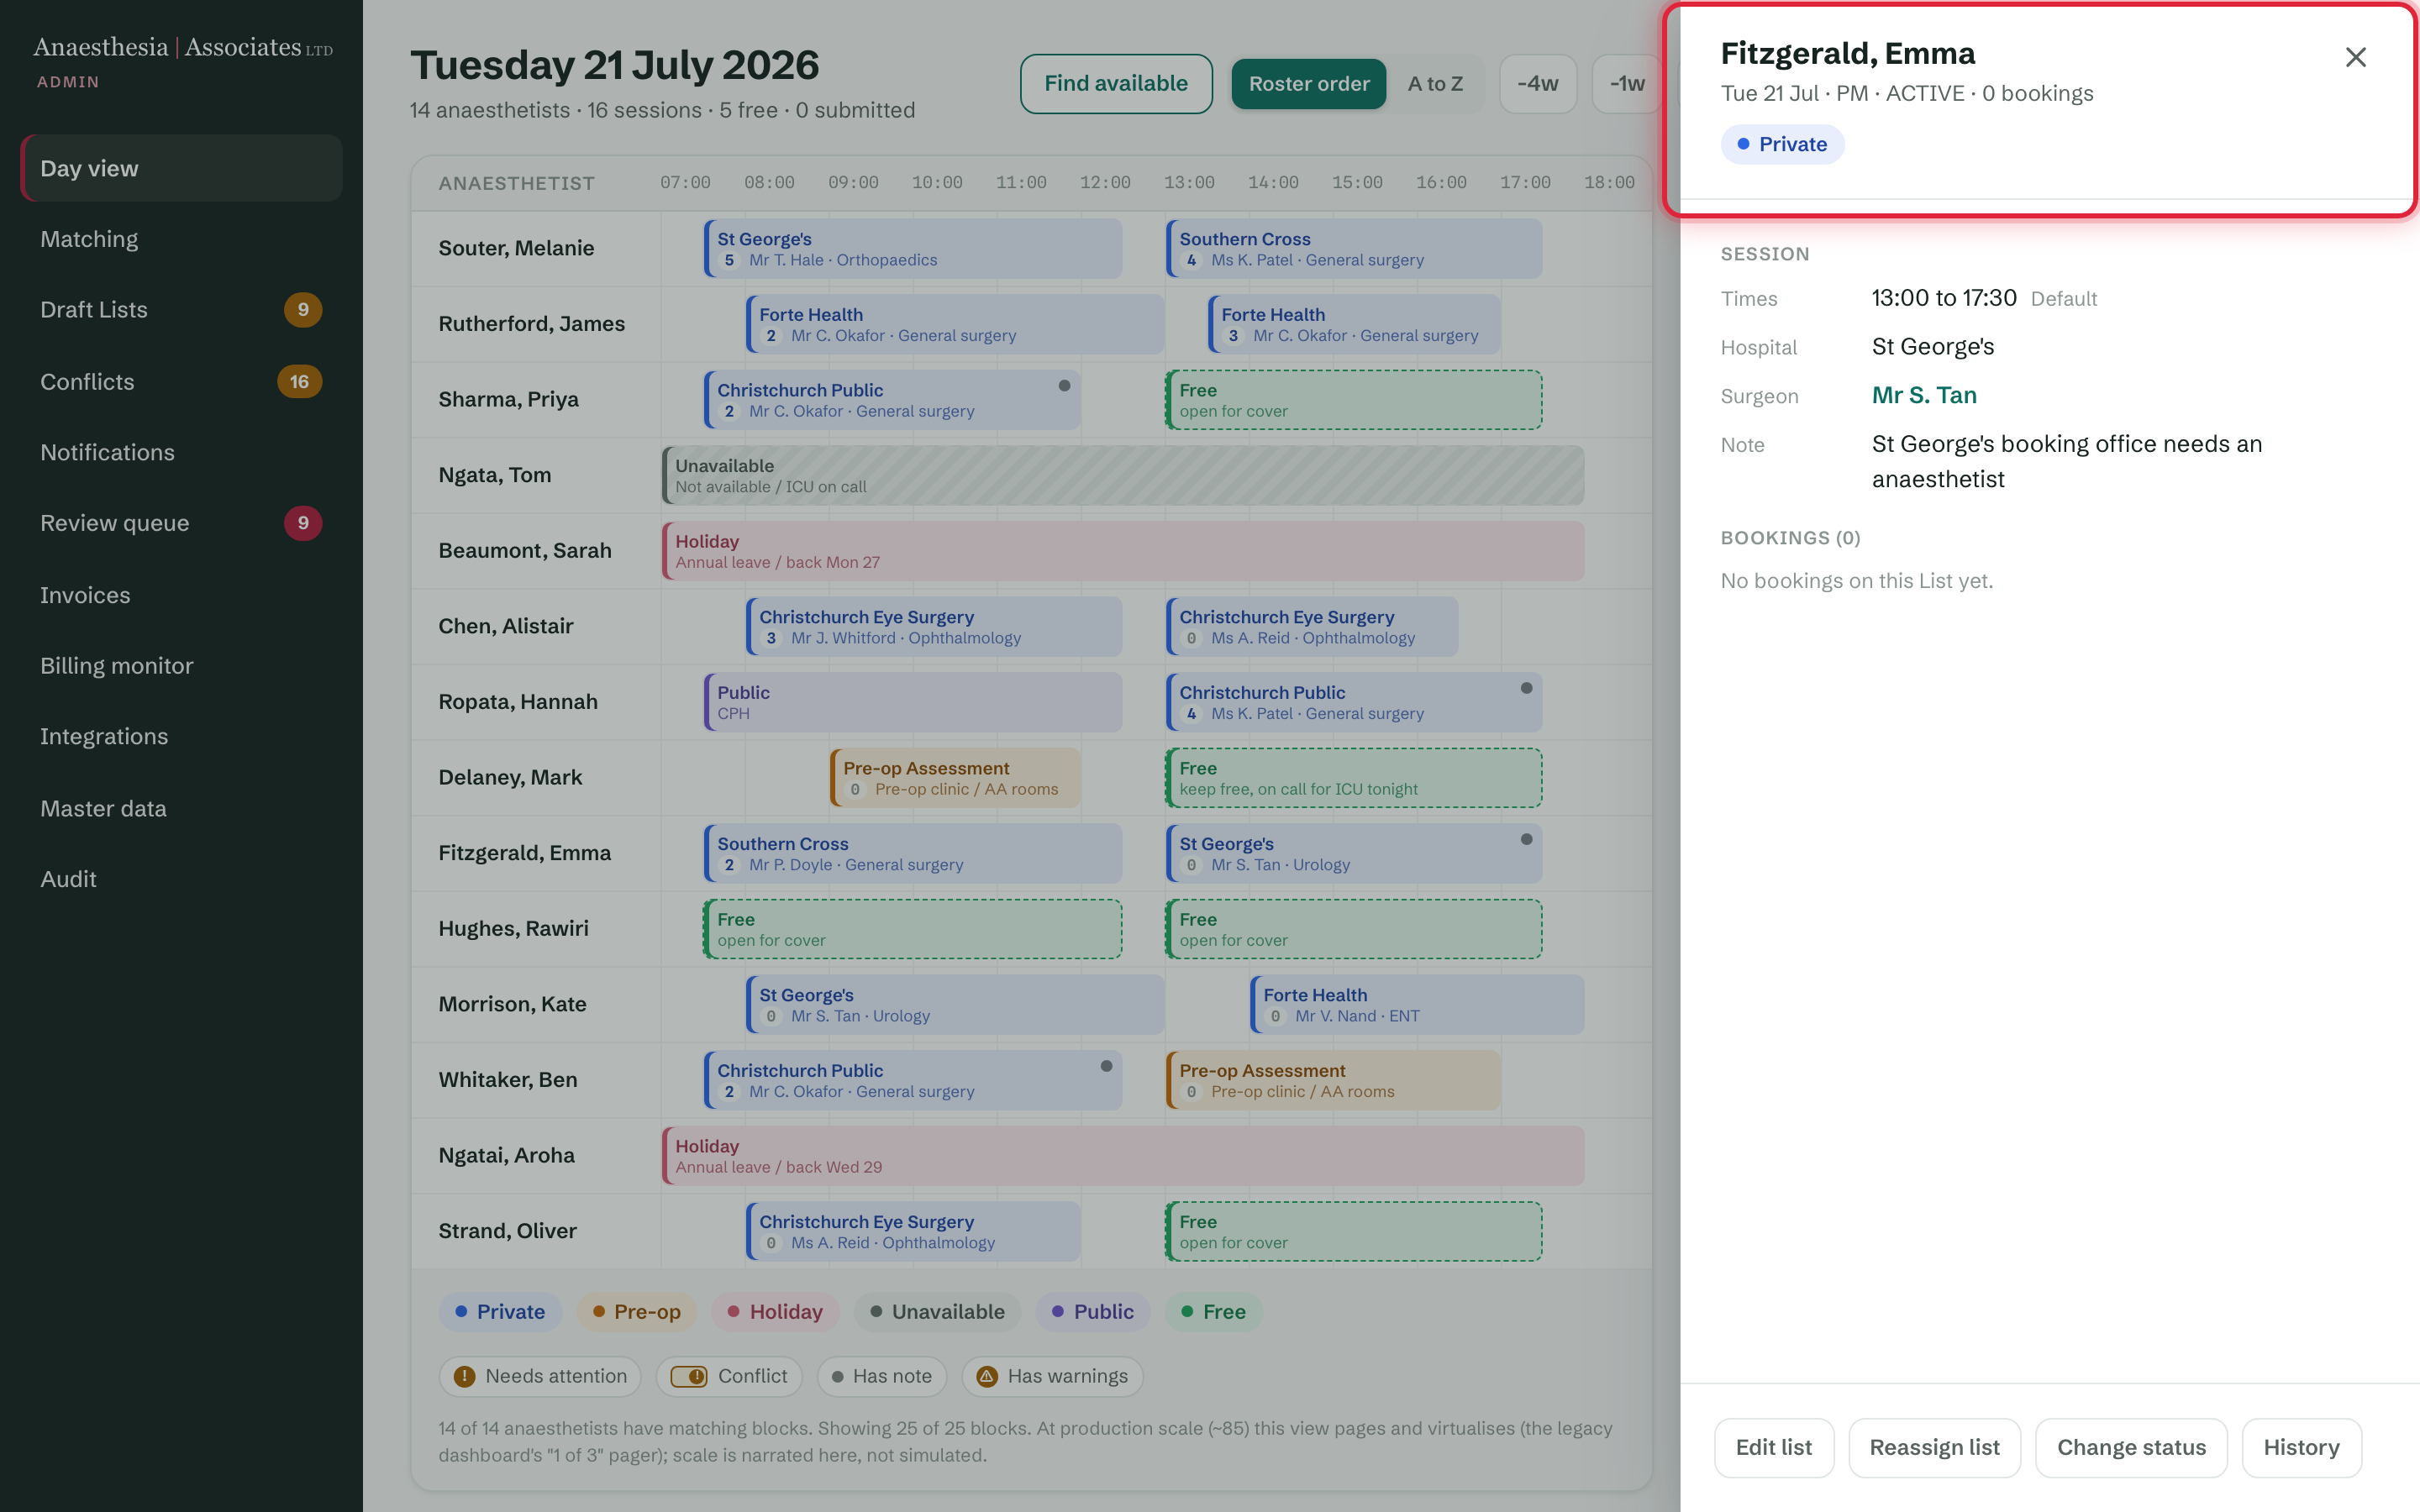 Anaesthesia | Associates LTD
ADMIN
Day view
Matching
Draft Lists 9
Conflicts 16
Notifications
Review queue 9
Invoices
Billing monitor
Integrations
Master data
Audit
Tuesday 21 July 2026
14 anaesthetists · 16 sessions · 5 free · 0 submitted
Find available Roster order A to Z -4w -1w
ANAESTHETIST 07:00 08:00 09:00 10:00 11:00 12:00 13:00 14:00 15:00 16:00 17:00 18:00
Souter, Melanie
St George's
5 Mr T. Hale · Orthopaedics
Southern Cross
4 Ms K. Patel · General surgery
Rutherford, James
Forte Health
2 Mr C. Okafor · General surgery
Forte Health
3 Mr C. Okafor · General surgery
Sharma, Priya
Christchurch Public
2 Mr C. Okafor · General surgery
Free
open for cover
Ngata, Tom
Unavailable
Not available / ICU on call
Beaumont, Sarah
Holiday
Annual leave / back Mon 27
Chen, Alistair
Christchurch Eye Surgery
3 Mr J. Whitford · Ophthalmology
Christchurch Eye Surgery
0 Ms A. Reid · Ophthalmology
Ropata, Hannah
Public
CPH
Christchurch Public
4 Ms K. Patel · General surgery
Delaney, Mark
Pre-op Assessment
0 Pre-op clinic / AA rooms
Free
keep free, on call for ICU tonight
Fitzgerald, Emma
Southern Cross
2 Mr P. Doyle · General surgery
St George's
0 Mr S. Tan · Urology
Hughes, Rawiri
Free
open for cover
Free
open for cover
Morrison, Kate
St George's
0 Mr S. Tan · Urology
Forte Health
0 Mr V. Nand · ENT
Whitaker, Ben
Christchurch Public
2 Mr C. Okafor · General surgery
Pre-op Assessment
0 Pre-op clinic / AA rooms
Ngatai, Aroha
Holiday
Annual leave / back Wed 29
Strand, Oliver
Christchurch Eye Surgery
0 Ms A. Reid · Ophthalmology
Free
open for cover
Private Pre-op Holiday Unavailable Public Free
Needs attention Conflict Has note Has warnings
14 of 14 anaesthetists have matching blocks. Showing 25 of 25 blocks. At production scale (~85) this view pages and virtualises (the legacy
dashboard's "1 of 3" pager); scale is narrated here, not simulated.
Fitzgerald, Emma
Tue 21 Jul · PM · ACTIVE · 0 bookings
Private
SESSION
Times 13:00 to 17:30 Default
Hospital St George's
Surgeon Mr S. Tan
Note St George's booking office needs an
anaesthetist
BOOKINGS (0)
No bookings on this List yet.
Edit list Reassign list Change status History